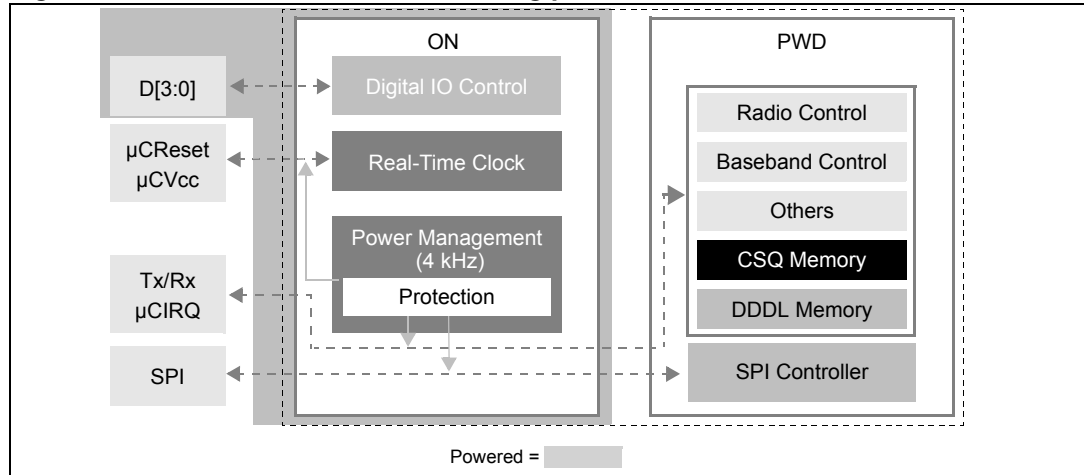 ON
PWD
D[3:0]
Digital IO Control
Radio Control
µCReset
µCVcc
Real-Time Clock
Baseband Control
Others
Power Management
(4 kHz)
CSQ Memory
Tx/Rx
µCIRQ
Protection
DDDL Memory
SPI
SPI Controller
Powered =